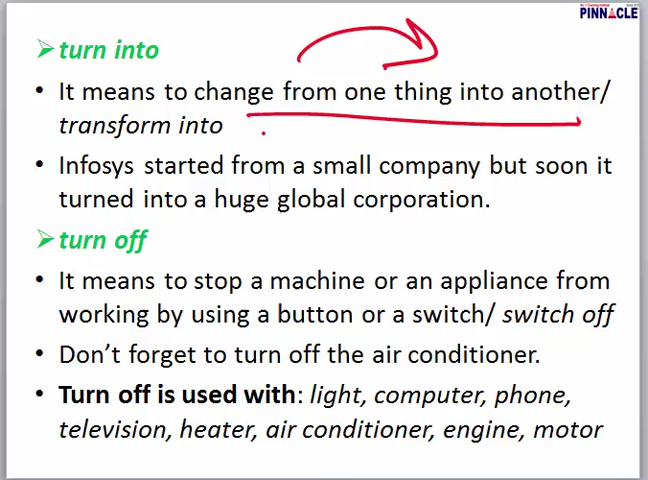 PINNACLE
➢ turn into
• It means to change from one thing into another/
transform into
• Infosys started from a small company but soon it
turned into a huge global corporation.
➢ turn off
• It means to stop a machine or an appliance from
working by using a button or a switch/ switch off
• Don’t forget to turn off the air conditioner.
• Turn off is used with: light, computer, phone,
television, heater, air conditioner, engine, motor